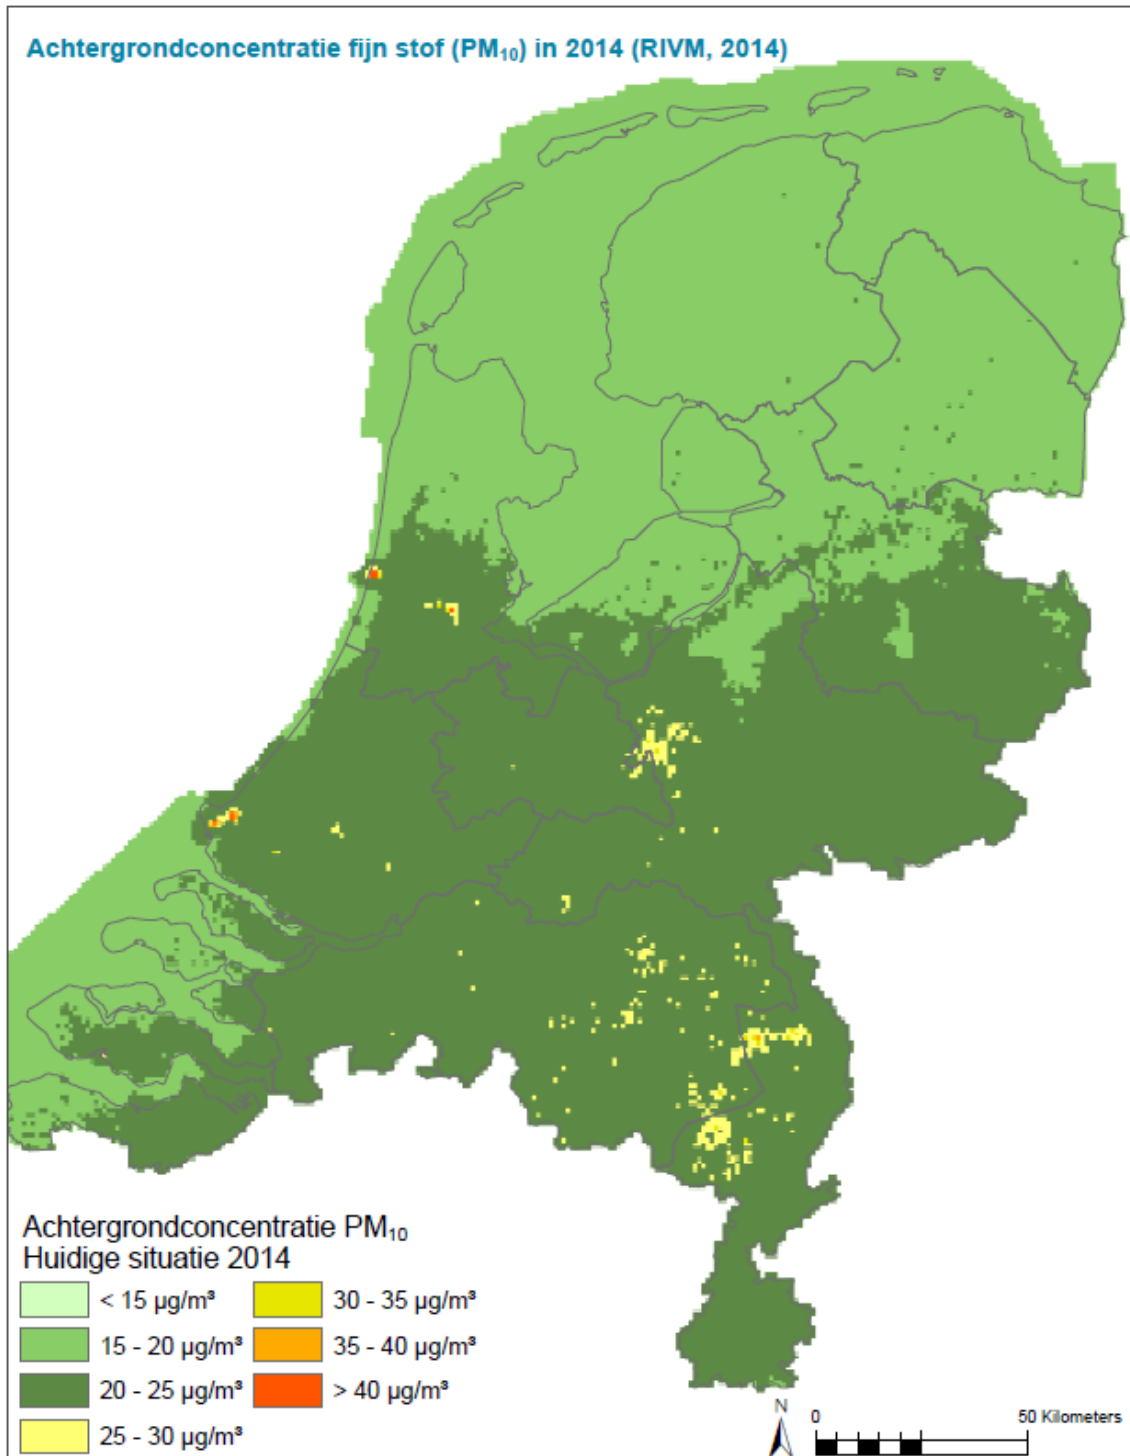 Achtergrondconcentratie fijn stof (PM₁₀) in 2014 (RIVM, 2014)
Achtergrondconcentratie PM₁₀
Huidige situatie 2014
< 15 µg/m³
15 - 20 µg/m³
20 - 25 µg/m³
25 - 30 µg/m³
30 - 35 µg/m³
35 - 40 µg/m³
> 40 µg/m³
N
0 50 Kilometers